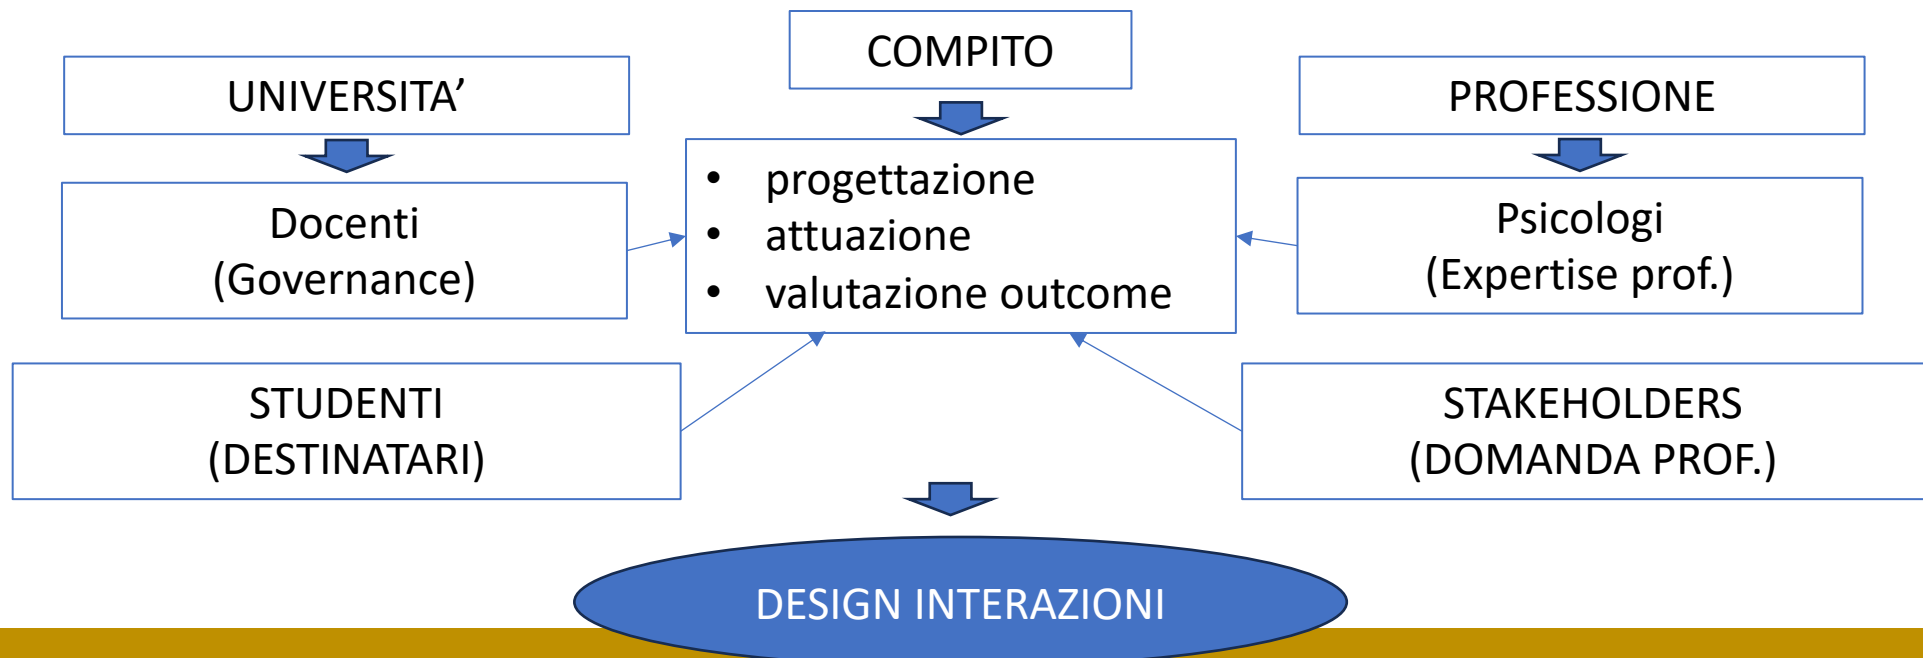 COMPITO
UNIVERSITA’
PROFESSIONE
Docenti
(Governance)
• progettazione
• attuazione
• valutazione outcome
Psicologi
(Expertise prof.)
STUDENTI
(DESTINATARI)
STAKEHOLDERS
(DOMANDA PROF.)
DESIGN INTERAZIONI